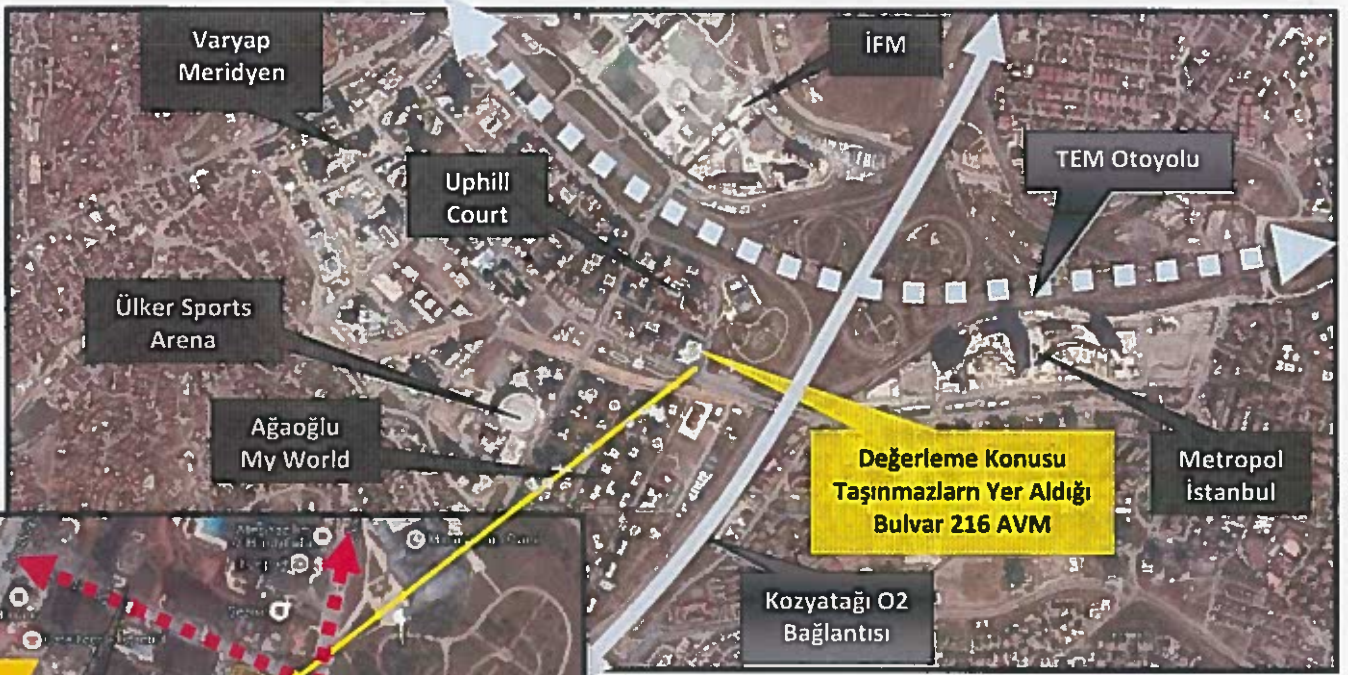 Varyap
Meridyen
İFM
TEM Otoyolu
Uphill
Court
Ülker Sports
Arena
Ağaoğlu
My World
Değerleme Konusu
Taşınmazlarn Yer Aldığı
Bulvar 216 AVM
Metropol
İstanbul
Kozyatağı O2
Bağlantısı